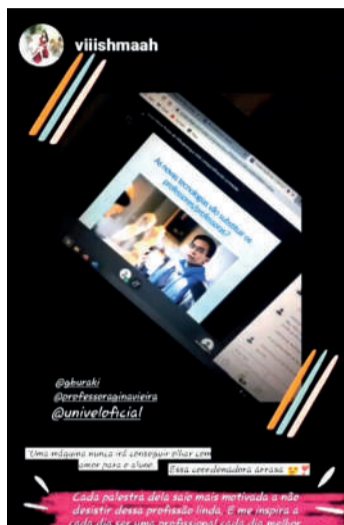 viiishmaah
As novas tecnologias vão substituir os
professores/professoras?
@gburaki
@professoraginavieira
@univeloficial
"Uma máquina nunca irá conseguir olhar com
amor para o aluno.
Essa coordenadora arrasa
Cada palestra dela saio mais motivada a não
desistir dessa profissão linda, E me inspira a
cada dia ser uma profissional cada dia melhor